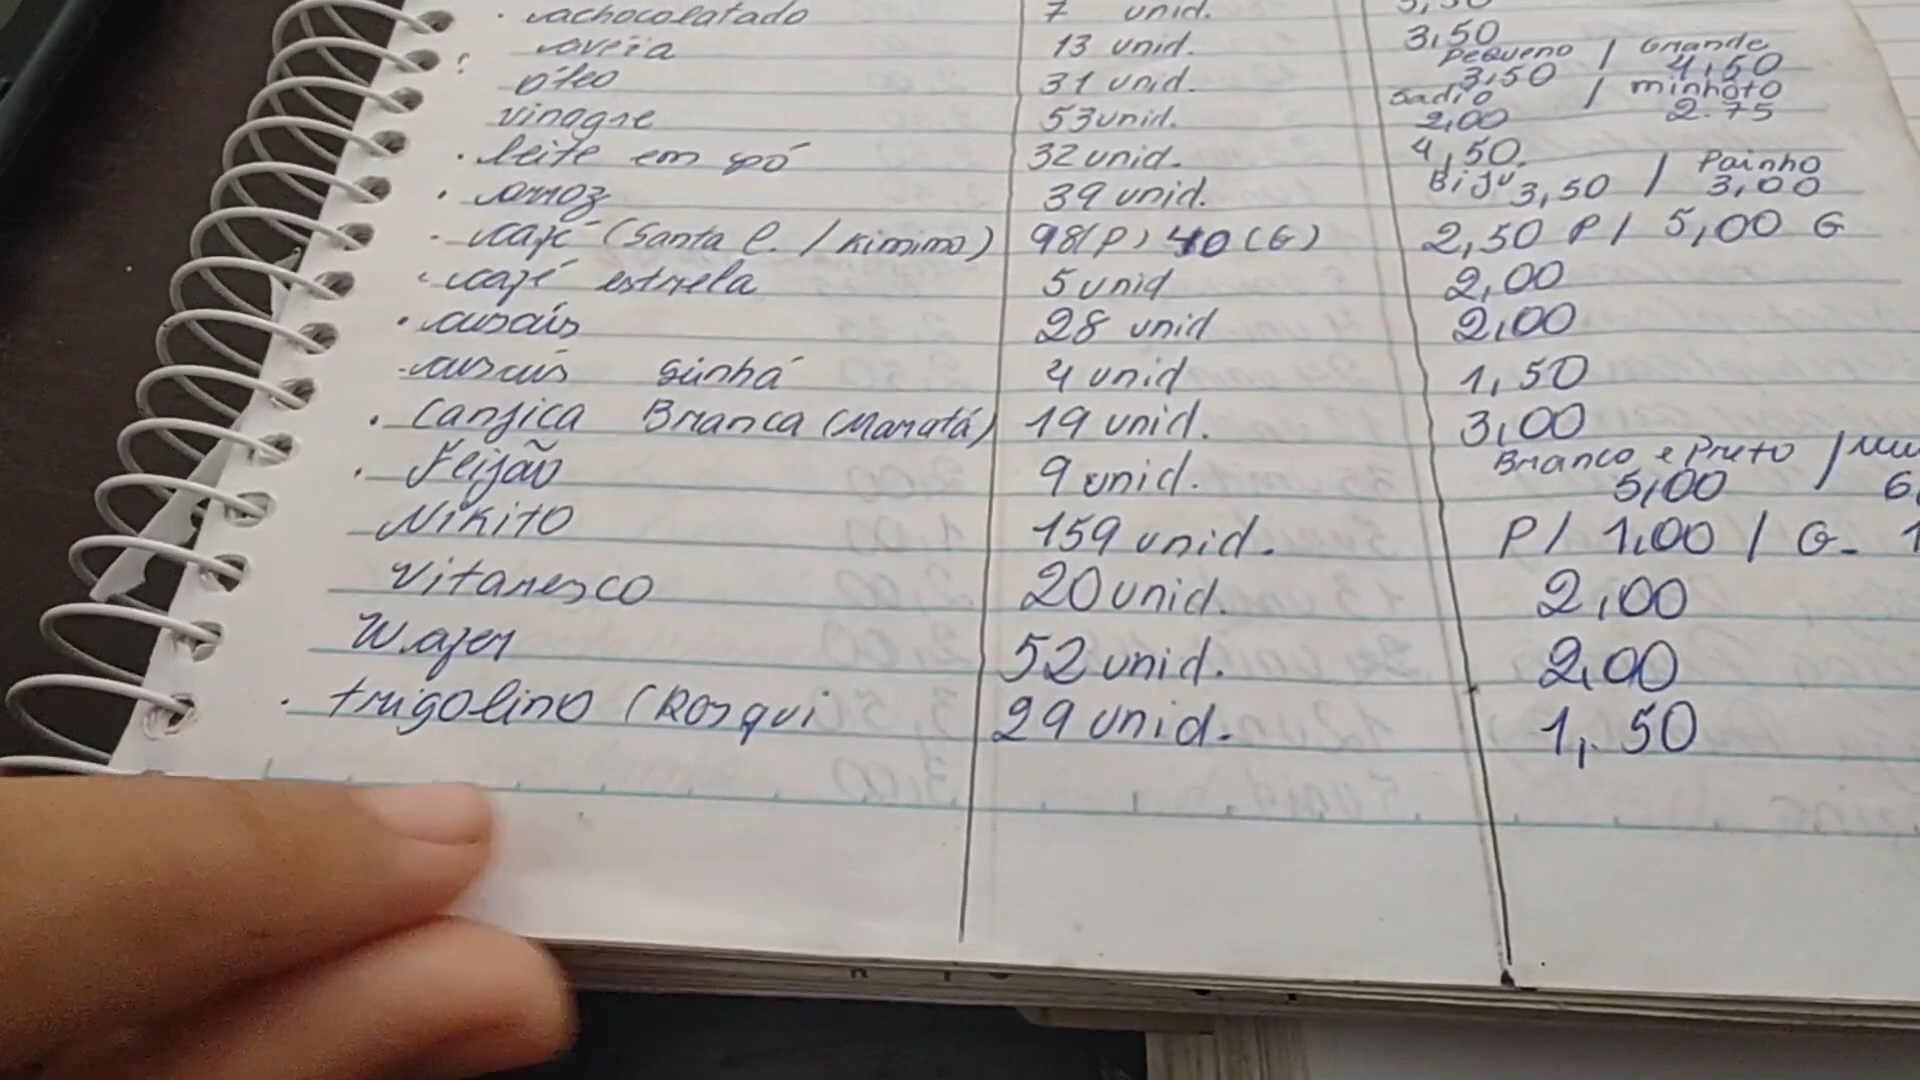 achocolatado 7 unid.
aveia 13 unid. 3,50
óleo 31 unid. Pequeno 3,50 / Grande 4,50
vinagre 53 unid. Sadio 2,00 / minhoto 2.75
leite em pó 32 unid. 4,50.
arroz 39 unid. Biju 3,50 / Painho 3,00
café (Santa C. / Kimimo) 98(P) 40 (G) 2,50 P / 5,00 G
café estrela 5 unid 2,00
28 unid 2,00
sinhá 4 unid 1,50
Canjica Branca (Maratá) 19 unid. 3,00
Feijão 9 unid. Branco e Preto 5,00 / 6,
Nikito 159 unid. P / 1,00 / G- 1
Vitaresco 20 unid. 2,00
Wafer 52 unid. 2,00
trigolino (Rosqui 29 unid. 1,50